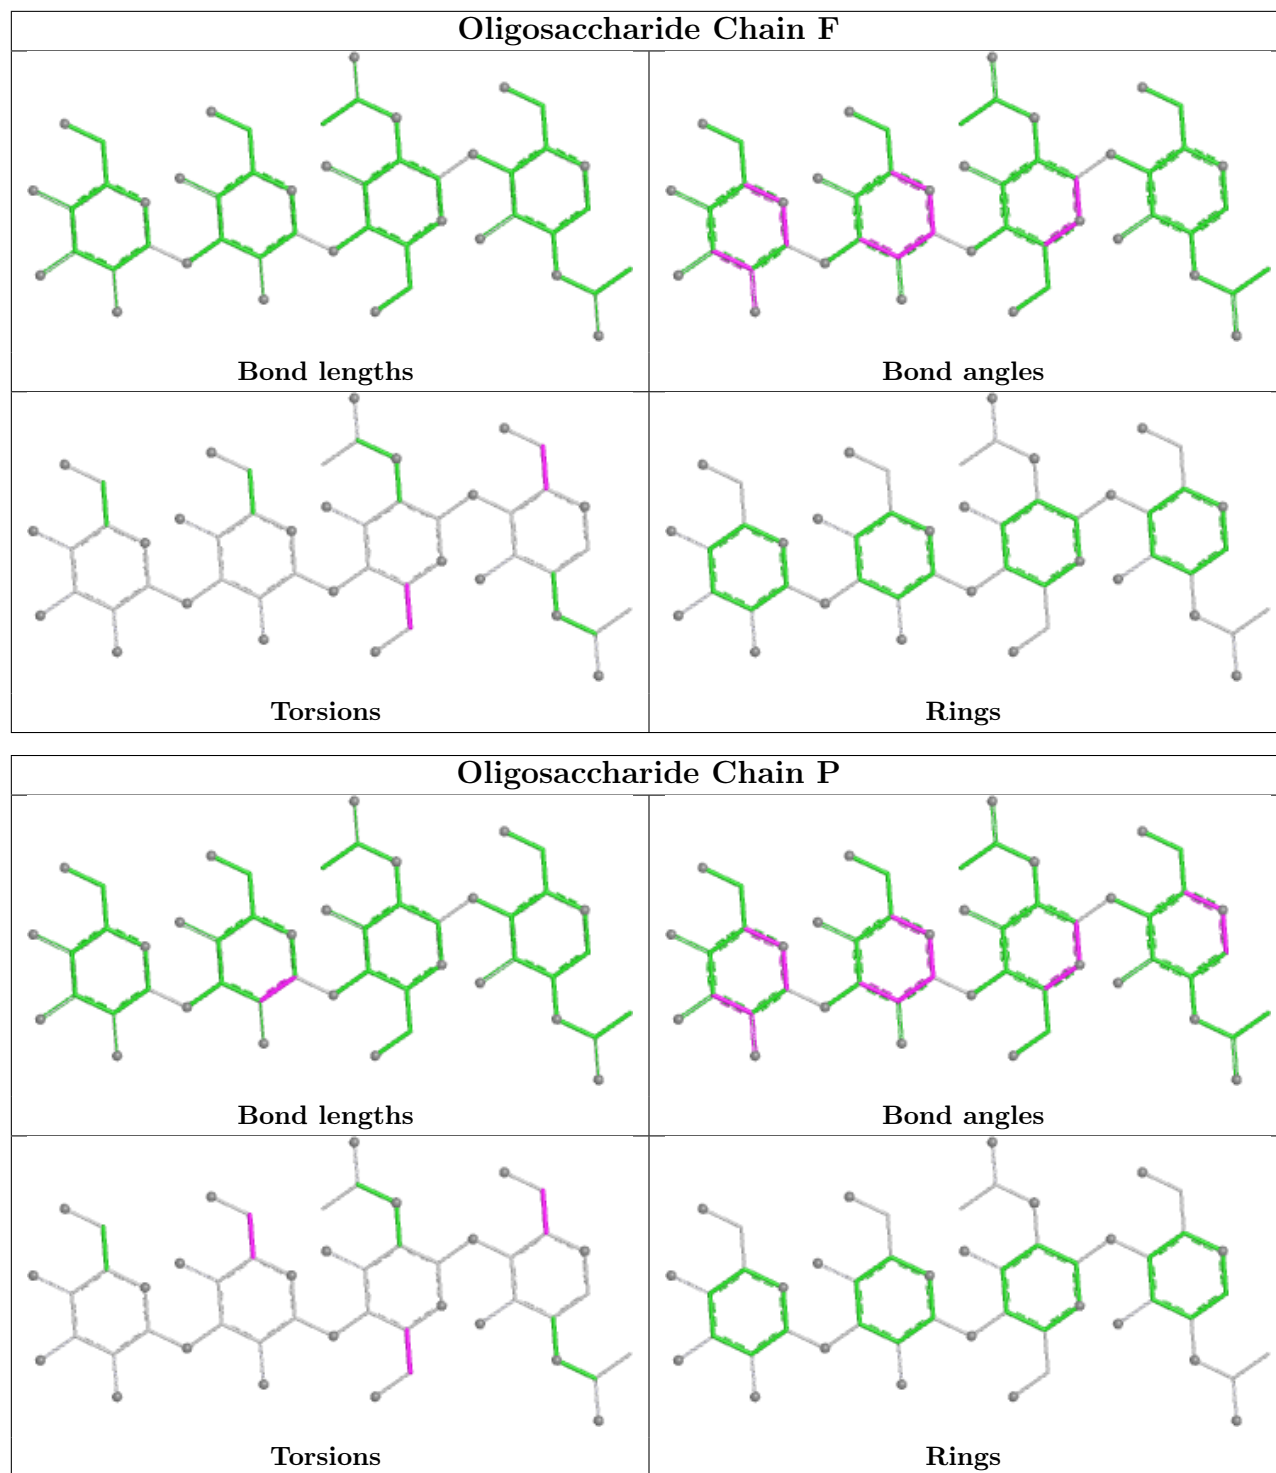 Oligosaccharide Chain F
Bond lengths
Bond angles
Torsions
Rings
Oligosaccharide Chain P
Bond lengths
Bond angles
Torsions
Rings